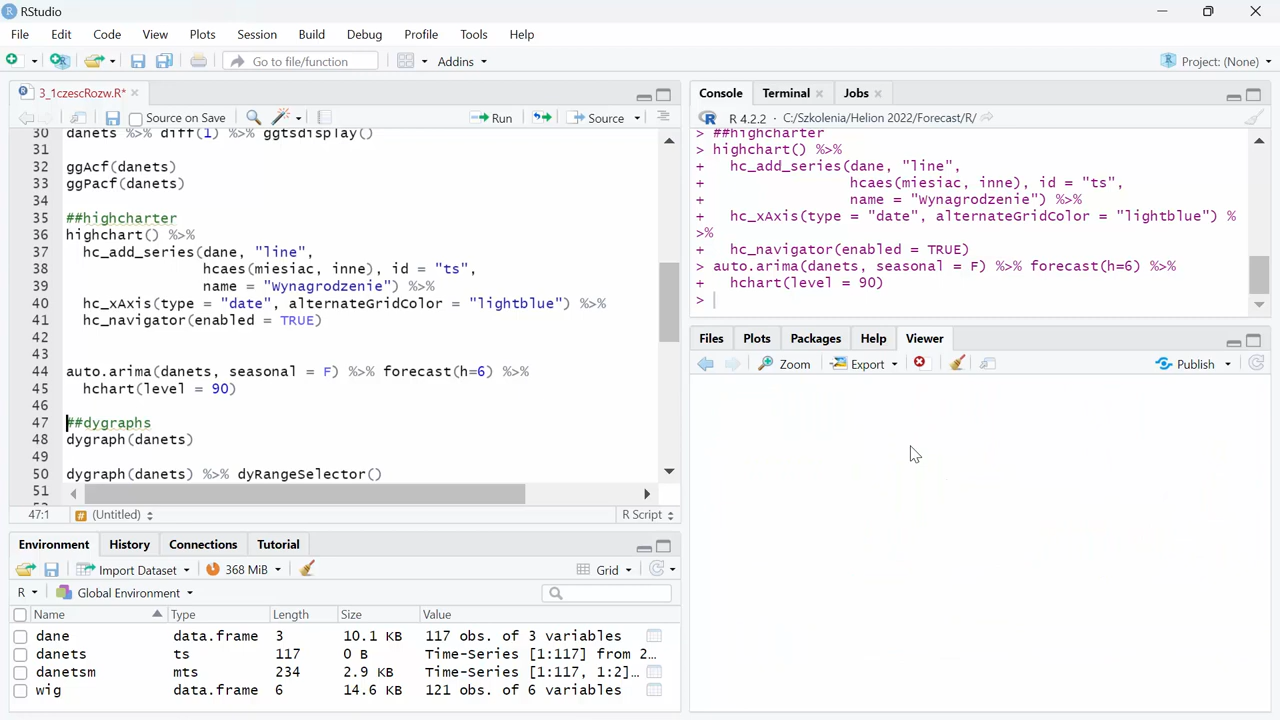 RStudio
File Edit Code View Plots Session Build Debug Profile Tools Help
Go to file/function Addins Project: (None)
3_1czescRozw.R* ×
Source on Save Run Source
30 danets %>% diff(1) %>% ggtsdisplay()
31
32 ggAcf(danets)
33 ggPacf(danets)
34
35 ##highcharter
36 highchart() %>%
37 hc_add_series(dane, "line",
38 hcaes(miesiac, inne), id = "ts",
39 name = "Wynagrodzenie") %>%
40 hc_xAxis(type = "date", alternateGridColor = "lightblue") %>%
41 hc_navigator(enabled = TRUE)
42
43
44 auto.arima(danets, seasonal = F) %>% forecast(h=6) %>%
45 hchart(level = 90)
46
47 ##dygraphs
48 dygraph(danets)
49
50 dygraph(danets) %>% dyRangeSelector()
51
47:1 # (Untitled) R Script
Environment History Connections Tutorial
Import Dataset 368 MiB Grid
R Global Environment
Name Type Length Size Value
dane data.frame 3 10.1 KB 117 obs. of 3 variables
danets ts 117 0 B Time-Series [1:117] from 2…
danetsm mts 234 2.9 KB Time-Series [1:117, 1:2]…
wig data.frame 6 14.6 KB 121 obs. of 6 variables
Console Terminal × Jobs ×
R 4.2.2 · C:/Szkolenia/Helion 2022/Forecast/R/
> ##highcharter
> highchart() %>%
+ hc_add_series(dane, "line",
+ hcaes(miesiac, inne), id = "ts",
+ name = "Wynagrodzenie") %>%
+ hc_xAxis(type = "date", alternateGridColor = "lightblue") %
>%
+ hc_navigator(enabled = TRUE)
> auto.arima(danets, seasonal = F) %>% forecast(h=6) %>%
+ hchart(level = 90)
>
Files Plots Packages Help Viewer
Zoom Export Publish